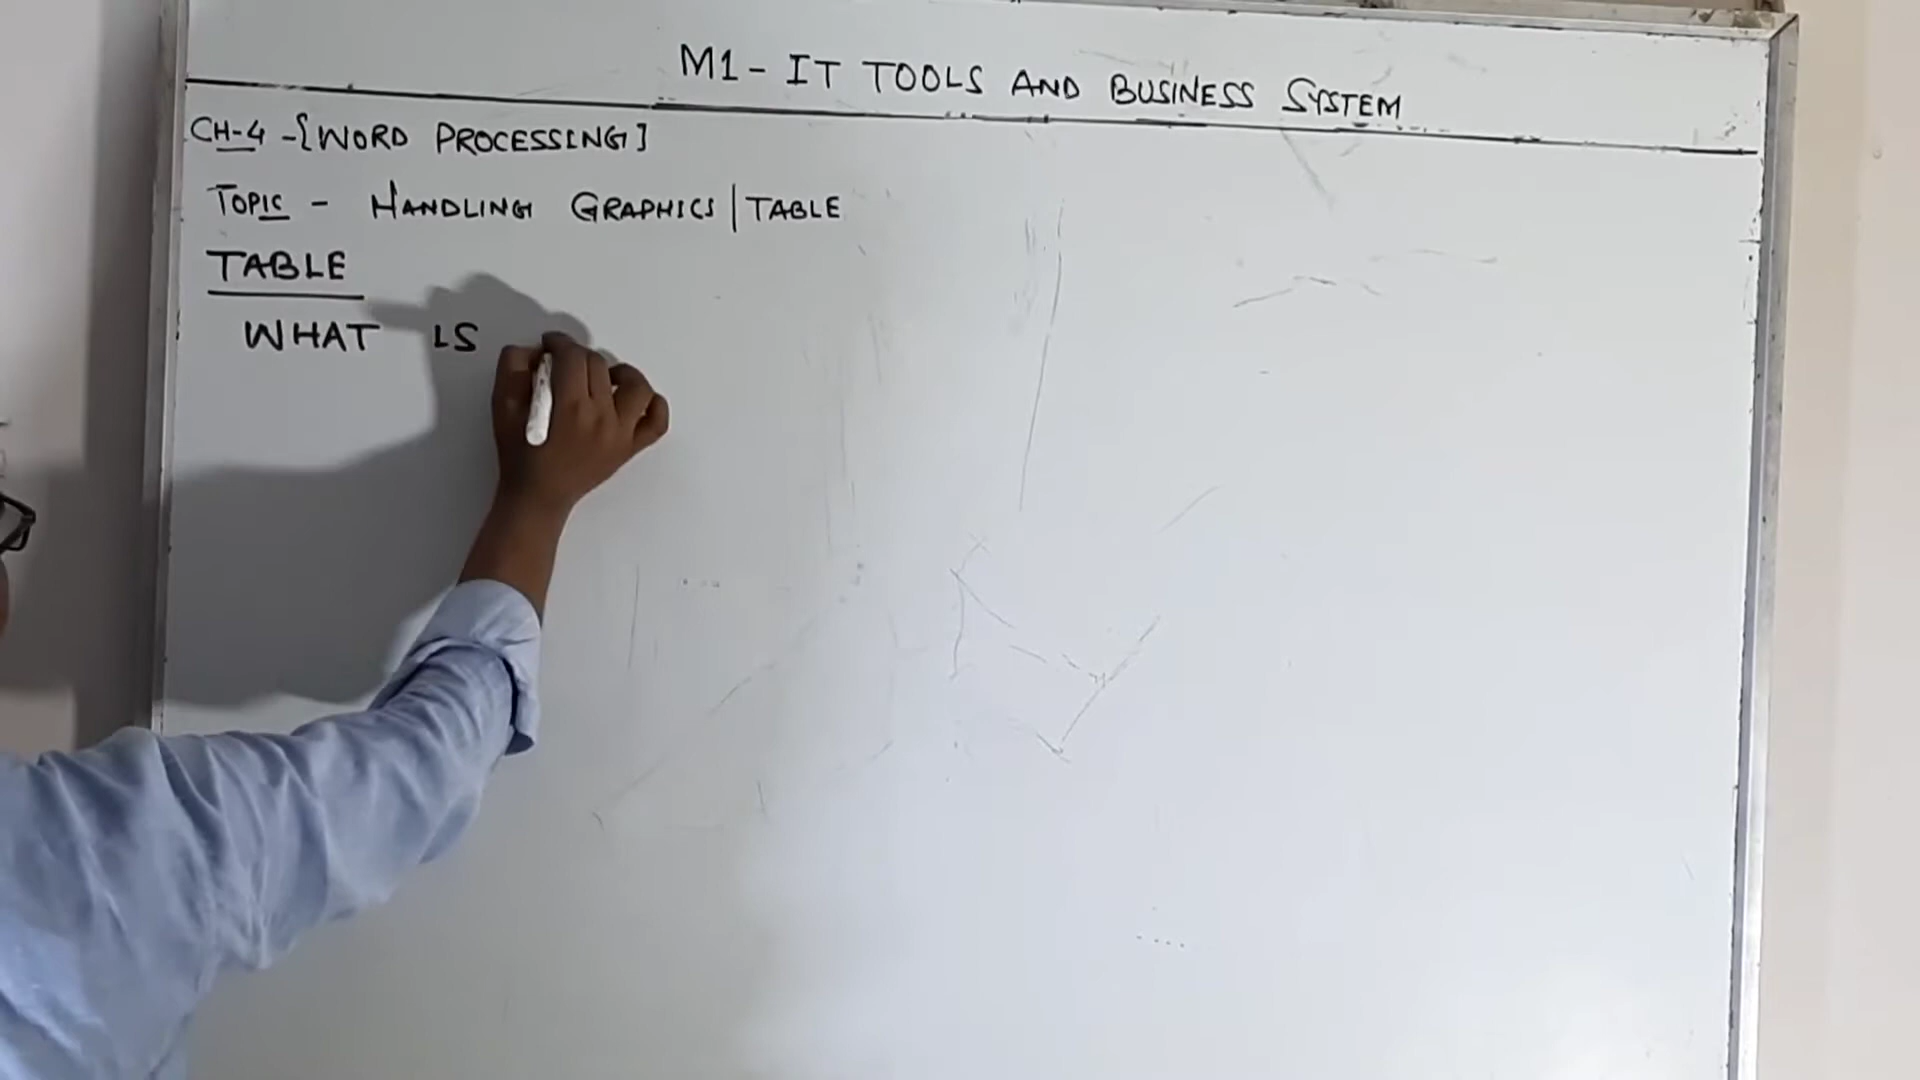 M1 - IT TOOLS AND BUSINESS SYSTEM
CH-4 - [WORD PROCESSING]
TOPIC - HANDLING GRAPHICS | TABLE
TABLE
WHAT IS